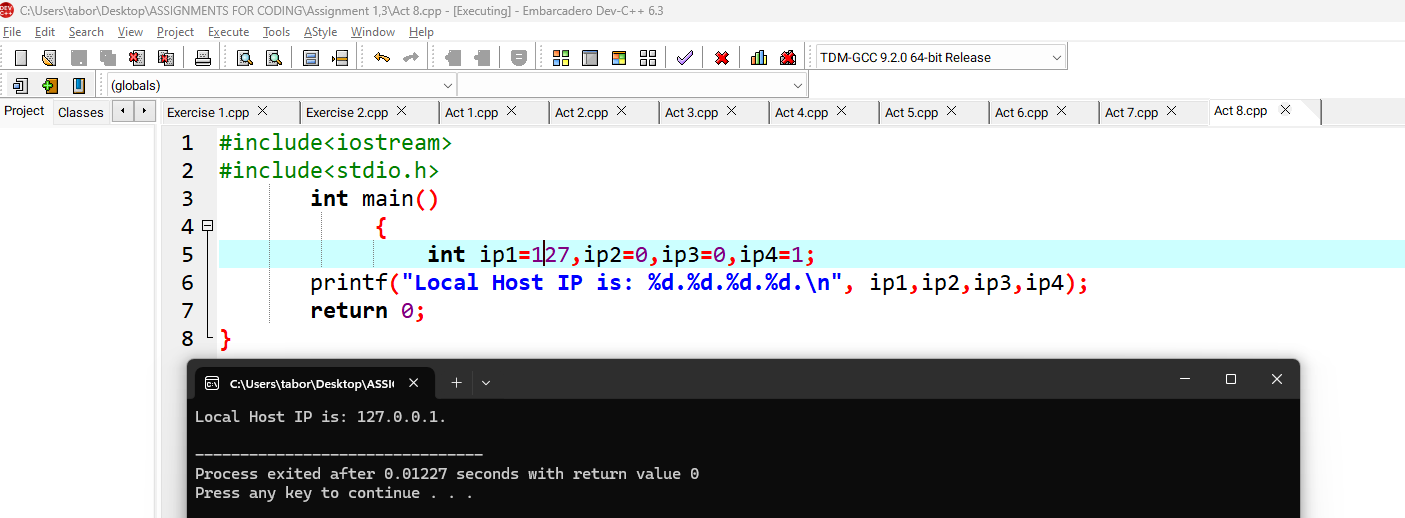 C:\Users\tabor\Desktop\ASSIGNMENTS FOR CODING\Assignment 1,3\Act 8.cpp - [Executing] - Embarcadero Dev-C++ 6.3
File Edit Search View Project Execute Tools AStyle Window Help
TDM-GCC 9.2.0 64-bit Release
(globals)
Project Classes Exercise 1.cpp Exercise 2.cpp Act 1.cpp Act 2.cpp Act 3.cpp Act 4.cpp Act 5.cpp Act 6.cpp Act 7.cpp Act 8.cpp
1 #include<iostream>
2 #include<stdio.h>
3 int main()
4 {
5 int ip1=127,ip2=0,ip3=0,ip4=1;
6 printf("Local Host IP is: %d.%d.%d.%d.\n", ip1,ip2,ip3,ip4);
7 return 0;
8 }
C:\Users\tabor\Desktop\ASSI
Local Host IP is: 127.0.0.1.
--------------------------------
Process exited after 0.01227 seconds with return value 0
Press any key to continue . . .